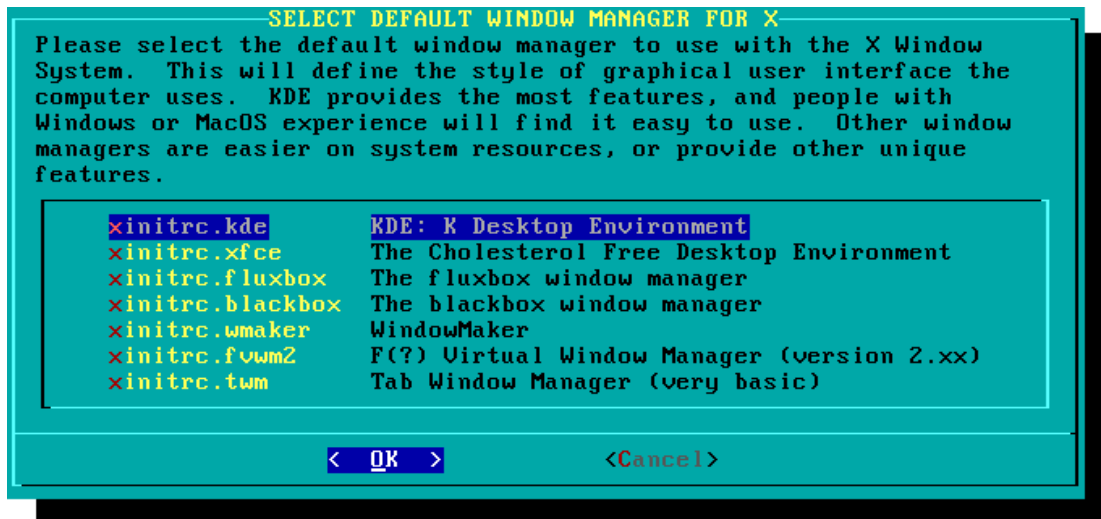 SELECT DEFAULT WINDOW MANAGER FOR X
Please select the default window manager to use with the X Window
System.  This will define the style of graphical user interface the
computer uses.  KDE provides the most features, and people with
Windows or MacOS experience will find it easy to use.  Other window
managers are easier on system resources, or provide other unique
features.
xinitrc.kde KDE: K Desktop Environment
xinitrc.xfce The Cholesterol Free Desktop Environment
xinitrc.fluxbox The fluxbox window manager
xinitrc.blackbox The blackbox window manager
xinitrc.wmaker WindowMaker
xinitrc.fvwm2 F(?) Virtual Window Manager (version 2.xx)
xinitrc.twm Tab Window Manager (very basic)
< OK > <Cancel>